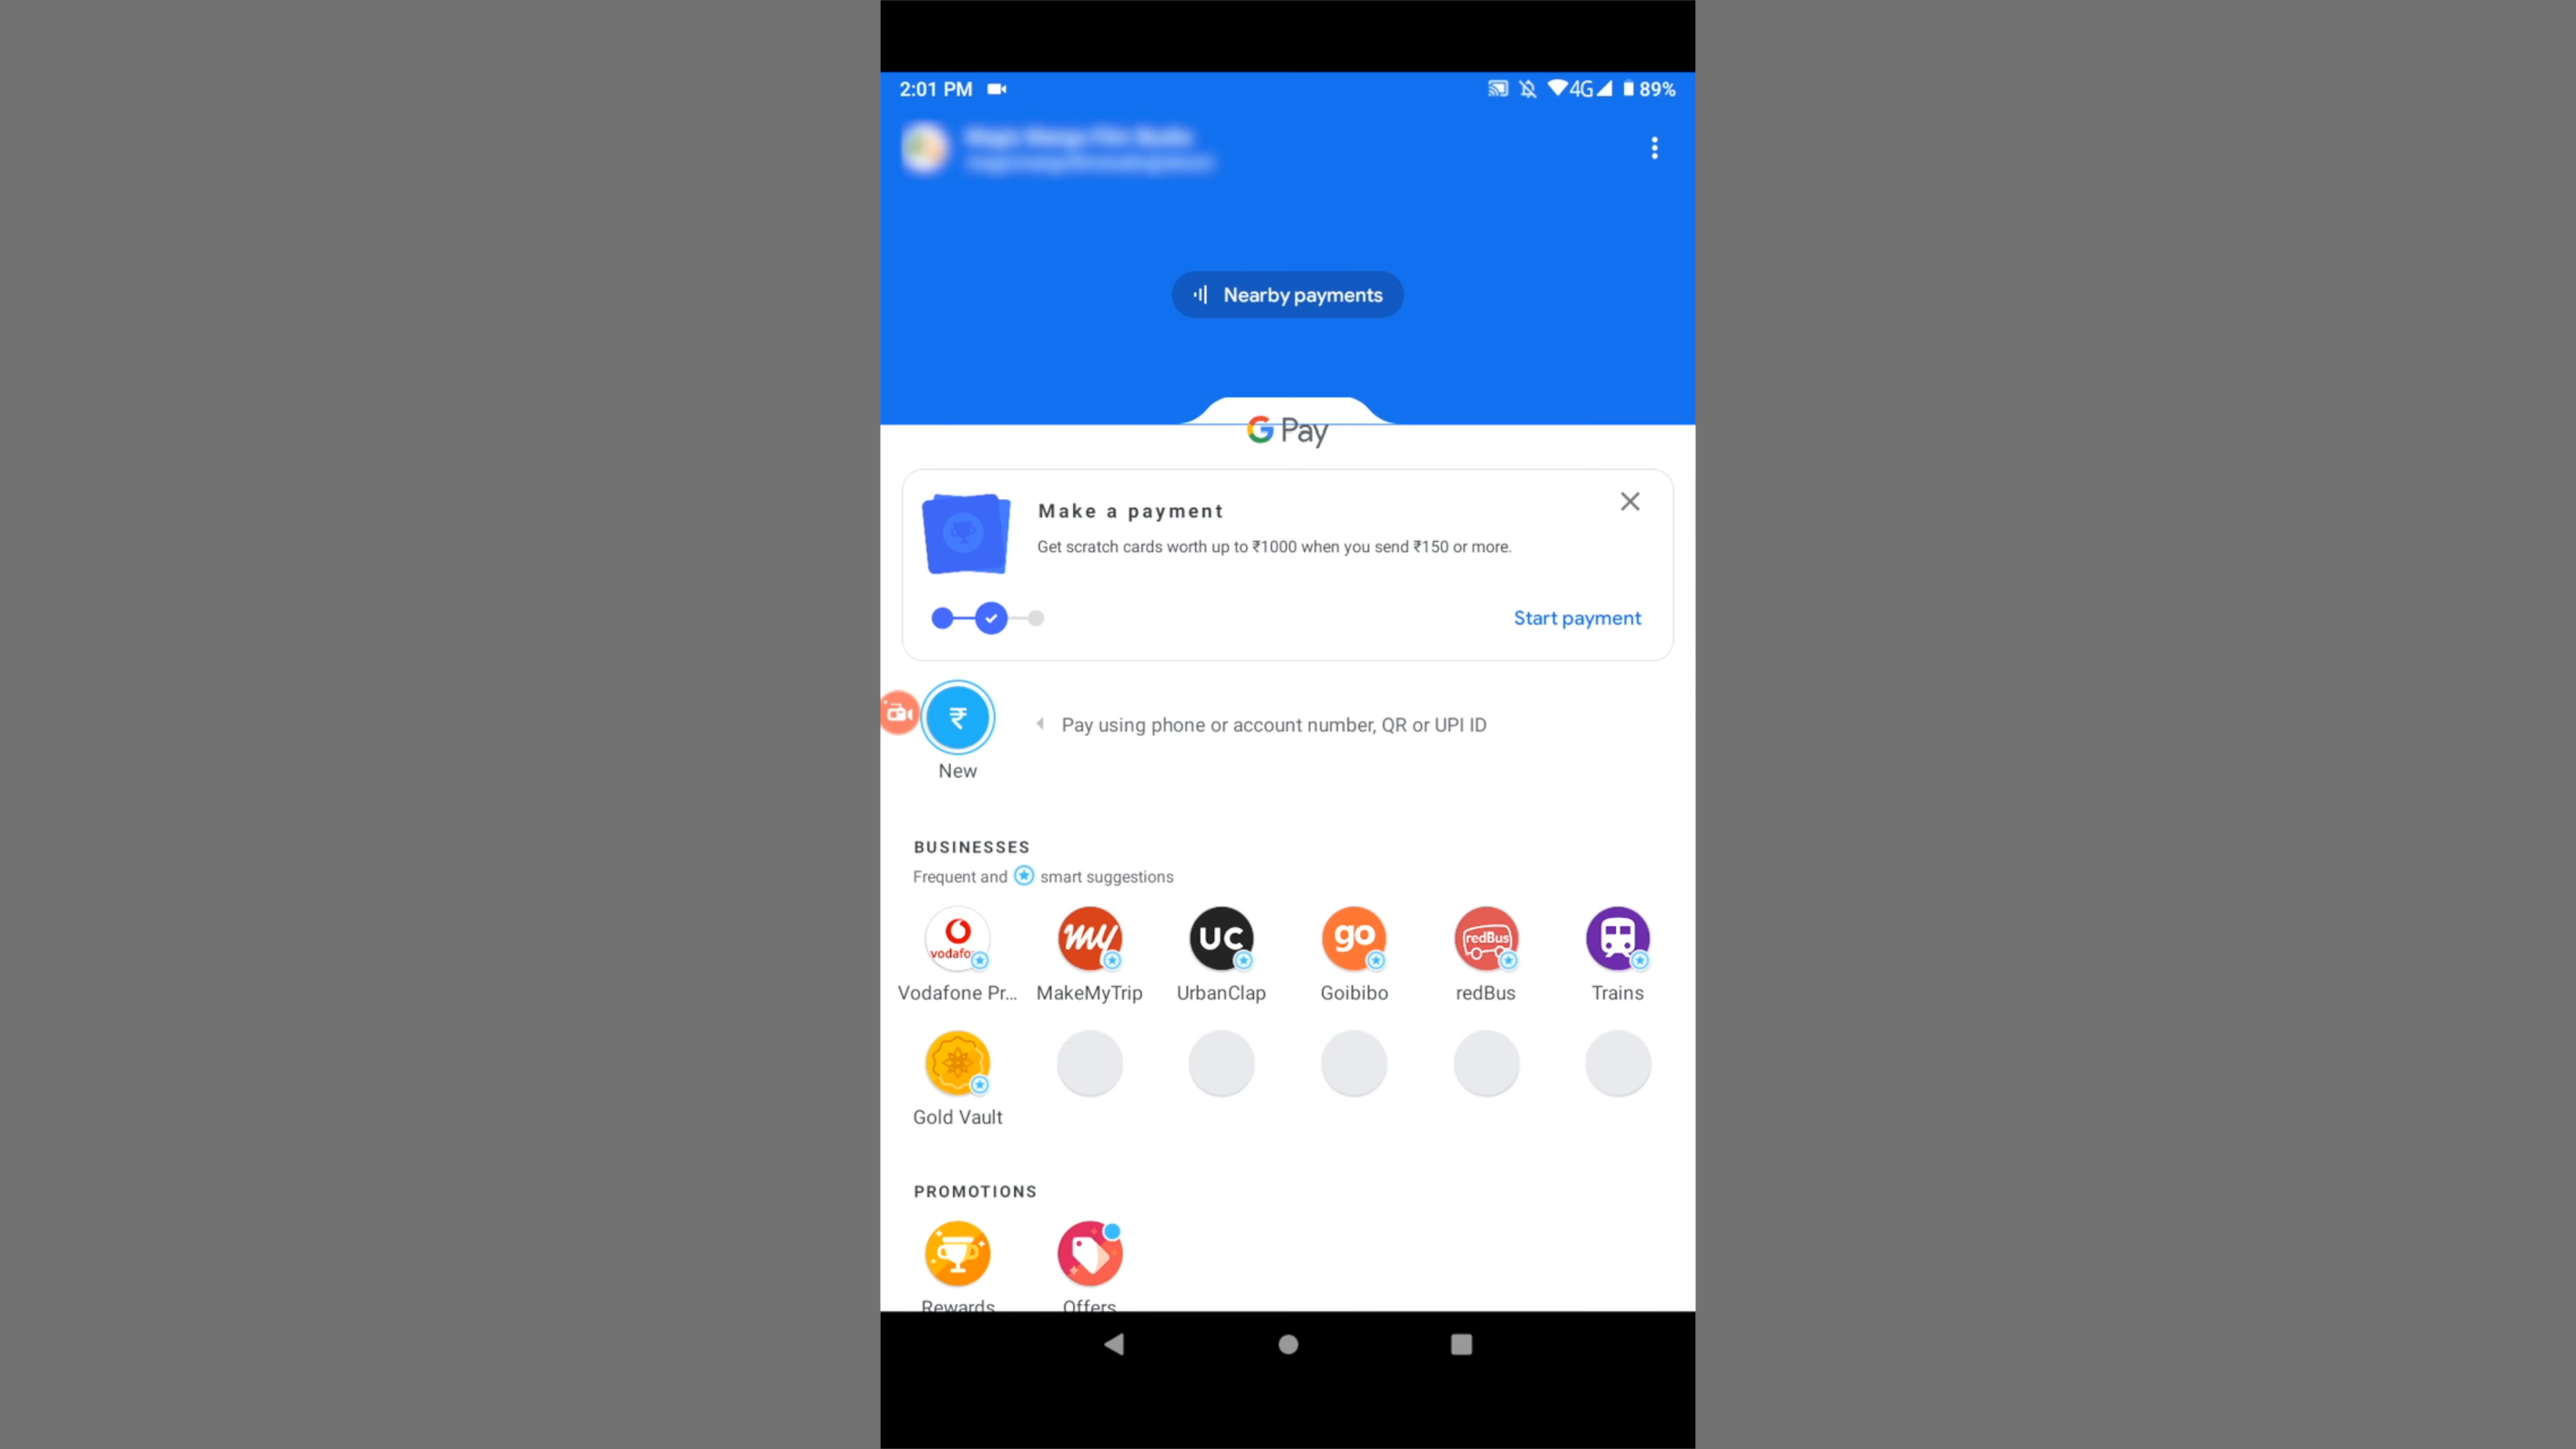 2:01 PM 4G 89%
Nearby payments
G Pay
Make a payment
Get scratch cards worth up to ₹1000 when you send ₹150 or more.
Start payment
₹ Pay using phone or account number, QR or UPI ID
New
BUSINESSES
Frequent and smart suggestions
vodafo my UC go redBus
Vodafone Pr... MakeMyTrip UrbanClap Goibibo redBus Trains
Gold Vault
PROMOTIONS
Rewards Offers